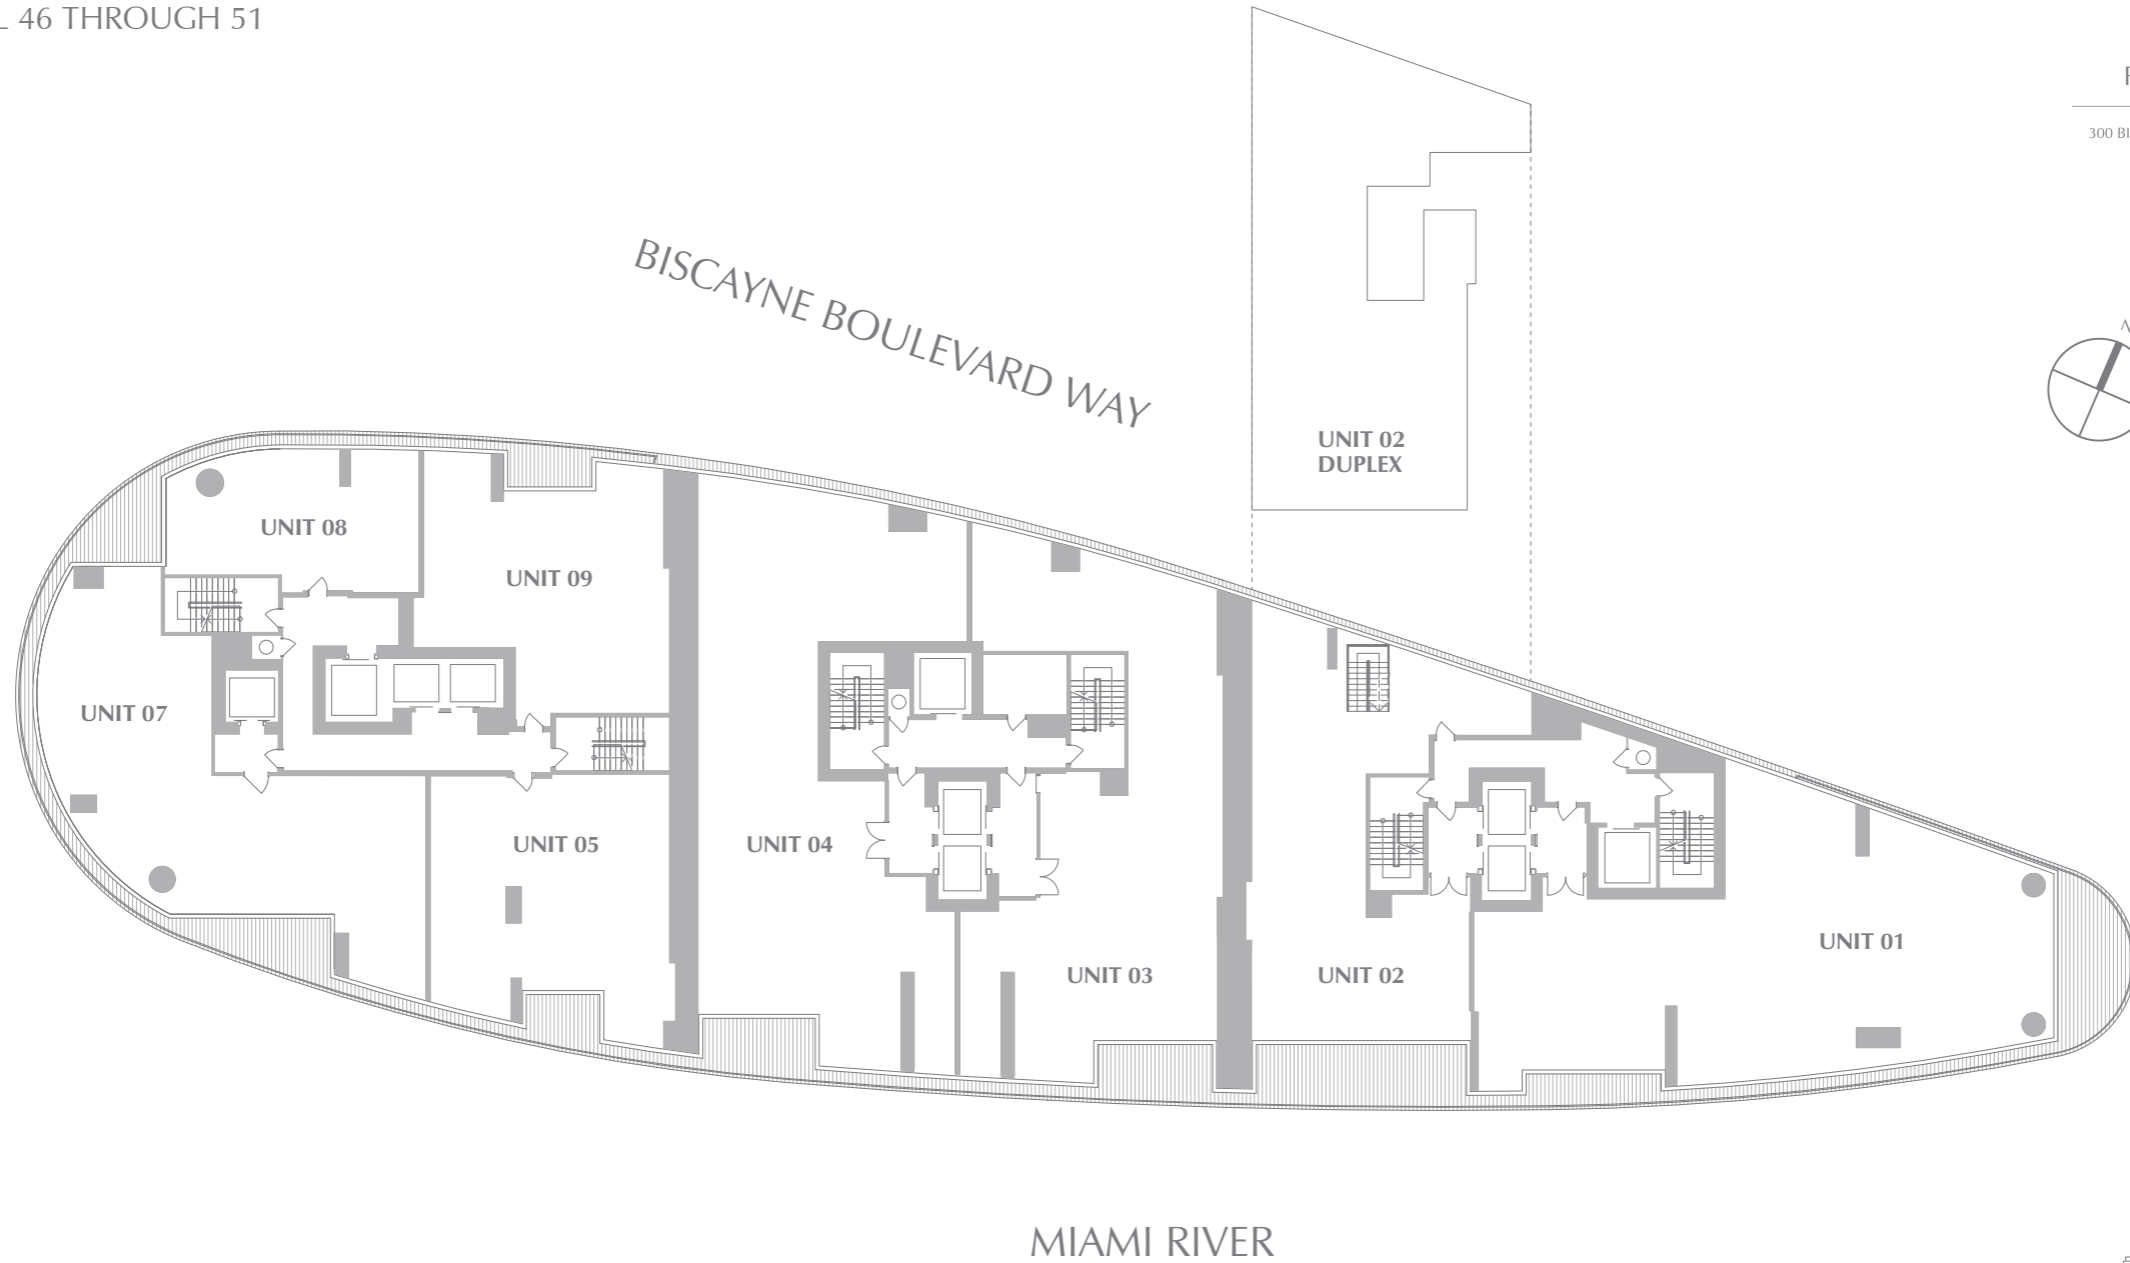 46 THROUGH 51
300
BISCAYNE BOULEVARD WAY
UNIT 02
DUPLEX
UNIT 08
UNIT 09
UNIT 07
UNIT 05
UNIT 04
UNIT 03
UNIT 02
UNIT 01
MIAMI RIVER